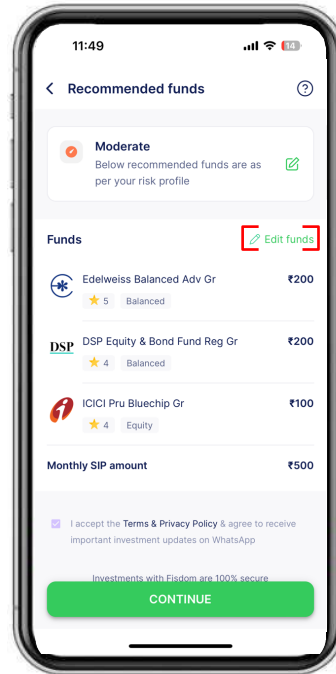 11:49
14
Recommended funds
?
Moderate
Below recommended funds are as
per your risk profile
Funds
Edit funds
Edelweiss Balanced Adv Gr
₹200
5 Balanced
DSP
DSP Equity & Bond Fund Reg Gr
₹200
4 Balanced
ICICI Pru Bluechip Gr
₹100
4 Equity
Monthly SIP amount
₹500
I accept the Terms & Privacy Policy & agree to receive
important investment updates on WhatsApp
Investments with Fisdom are 100% secure
CONTINUE